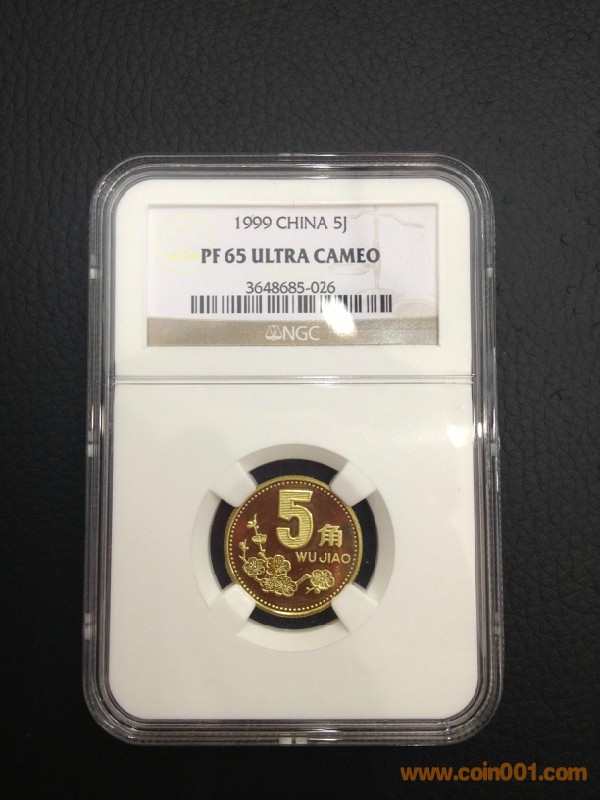 1999 CHINA 5J
PF 65 ULTRA CAMEO
3648685-026
NGC
5角
WU JIAO
www.coin001.com